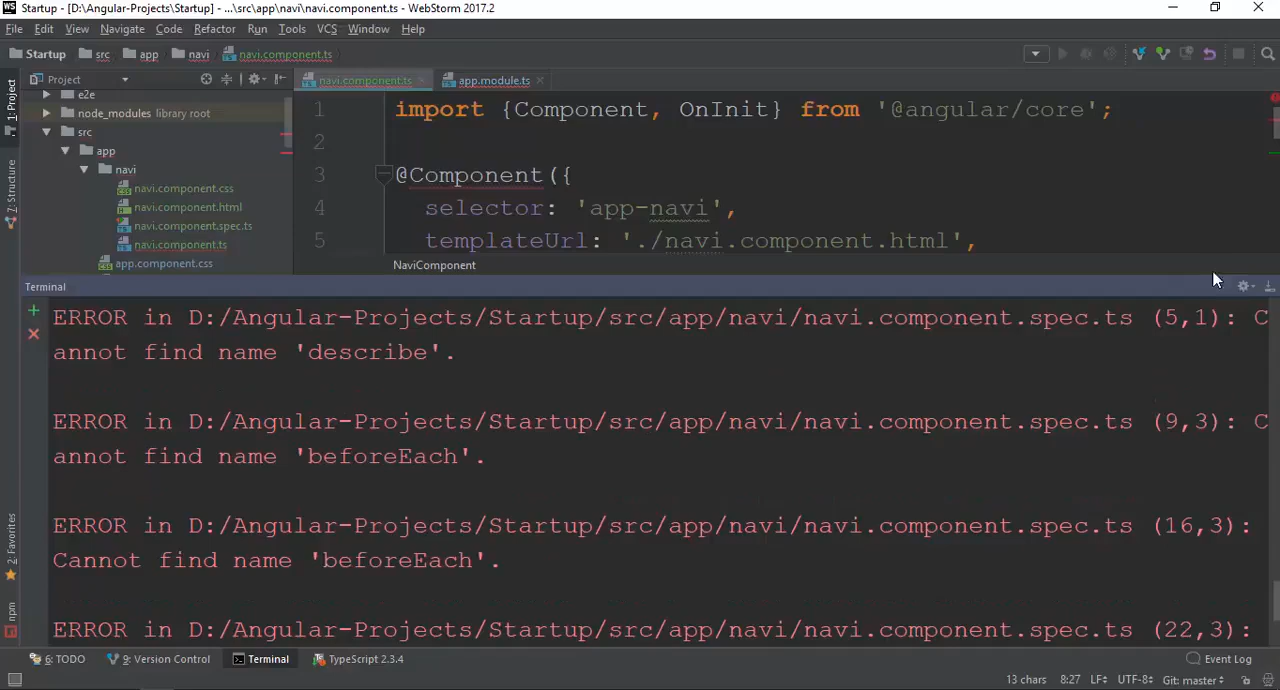 Startup - [D:\Angular-Projects\Startup] - ...\src\app\navi\navi.component.ts - WebStorm 2017.2
File Edit View Navigate Code Refactor Run Tools VCS Window Help
Startup src app navi navi.component.ts
Project
navi.component.ts app.module.ts
1: Project
Z: Structure
2: Favorites
npm
e2e
node_modules library root
src
app
navi
navi.component.css
navi.component.html
navi.component.spec.ts
navi.component.ts
app.component.css
1 import {Component, OnInit} from '@angular/core';
2
3 @Component({
4 selector: 'app-navi',
5 templateUrl: './navi.component.html',
NaviComponent
Terminal
ERROR in D:/Angular-Projects/Startup/src/app/navi/navi.component.spec.ts (5,1): C
annot find name 'describe'.
ERROR in D:/Angular-Projects/Startup/src/app/navi/navi.component.spec.ts (9,3): C
annot find name 'beforeEach'.
ERROR in D:/Angular-Projects/Startup/src/app/navi/navi.component.spec.ts (16,3):
Cannot find name 'beforeEach'.
ERROR in D:/Angular-Projects/Startup/src/app/navi/navi.component.spec.ts (22,3):
6: TODO 9: Version Control Terminal TypeScript 2.3.4 Event Log
13 chars 8:27 LF UTF-8 Git: master